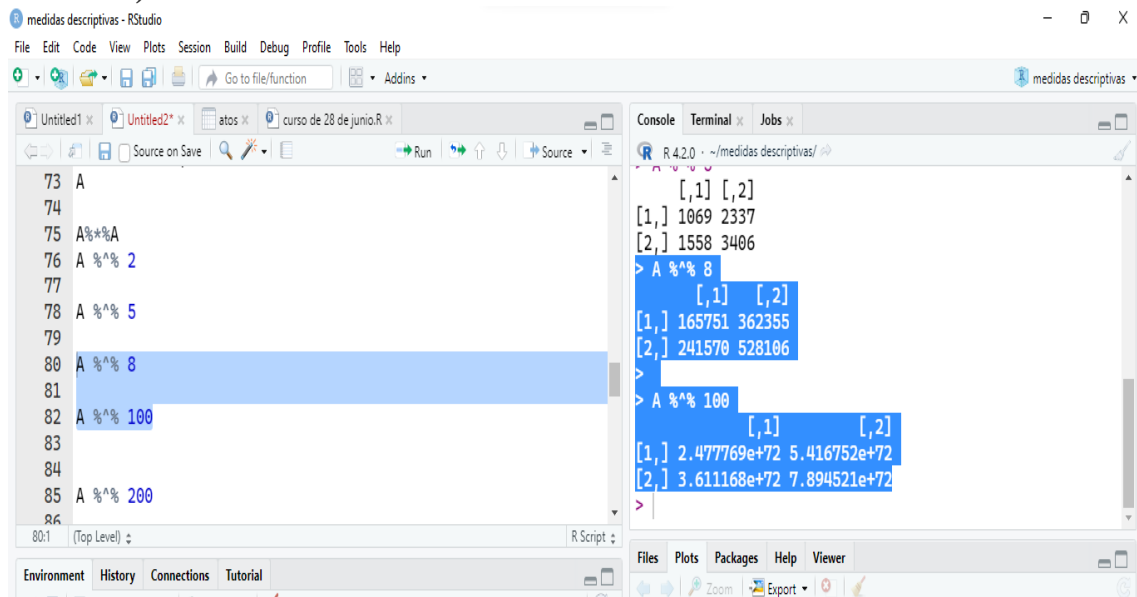 medidas descriptivas - RStudio
File Edit Code View Plots Session Build Debug Profile Tools Help
Go to file/function
Addins
medidas descriptivas
Untitled1
Untitled2*
atos
curso de 28 de junio.R
Source on Save
Run
Source
73 A
74
75 A%*%A
76 A %^% 2
77
78 A %^% 5
79
80 A %^% 8
81
82 A %^% 100
83
84
85 A %^% 200
86
80:1 (Top Level)
R Script
Environment History Connections Tutorial
Console Terminal Jobs
R 4.2.0 · ~/medidas descriptivas/
> A %^% 5
[,1] [,2]
[1,] 1069 2337
[2,] 1558 3406
> A %^% 8
[,1] [,2]
[1,] 165751 362355
[2,] 241570 528106
>
> A %^% 100
[,1] [,2]
[1,] 2.477769e+72 5.416752e+72
[2,] 3.611168e+72 7.894521e+72
>
Files Plots Packages Help Viewer
Zoom Export